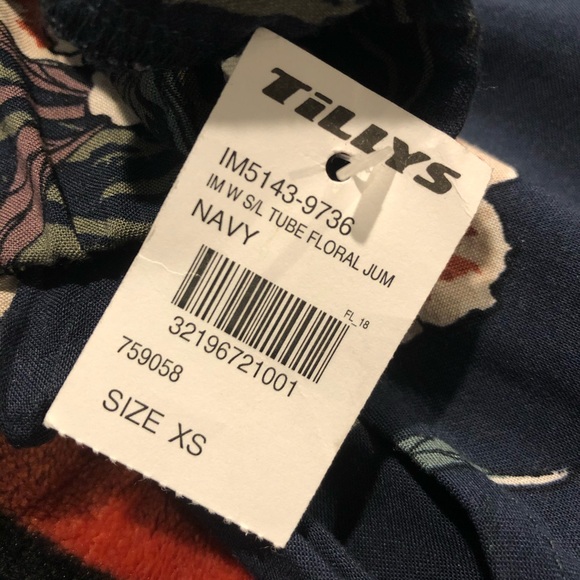 TiLLYS
IM5143-9736
IM W S/L TUBE FLORAL JUM
NAVY
FL_18
32196721001
759058
SIZE XS